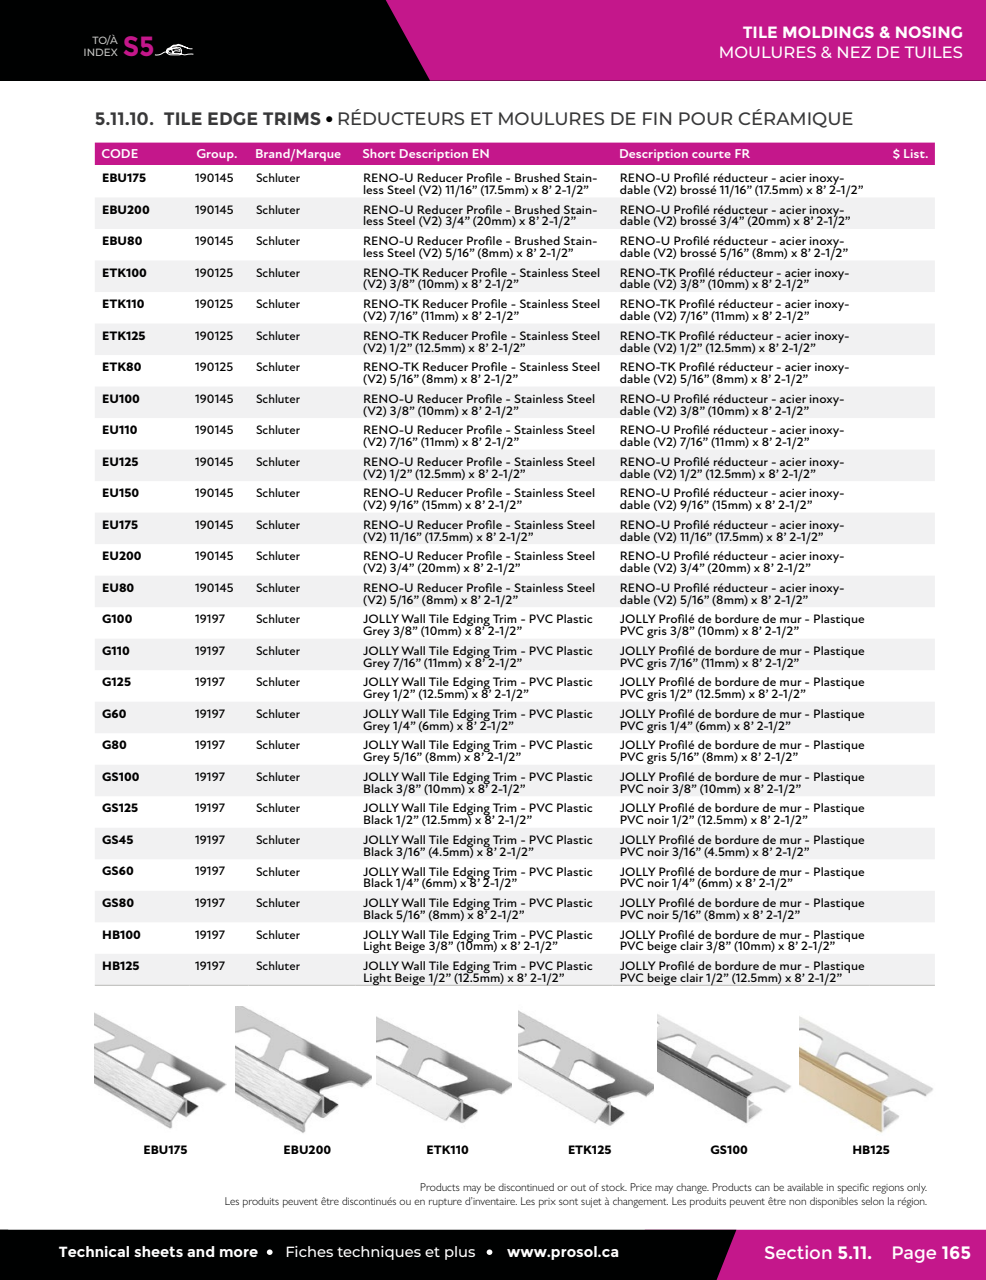 TO/À
INDEX S5
TILE MOLDINGS & NOSING
MOULURES & NEZ DE TUILES
5.11.10. TILE EDGE TRIMS • RÉDUCTEURS ET MOULURES DE FIN POUR CÉRAMIQUE
CODE Group. Brand/Marque Short Description EN Description courte FR $ List.
EBU175 190145 Schluter RENO-U Reducer Profile - Brushed Stain- RENO-U Profilé réducteur - acier inoxy-
less Steel (V2) 11/16” (17.5mm) x 8’ 2-1/2” dable (V2) brossé 11/16” (17.5mm) x 8’ 2-1/2”
EBU200 190145 Schluter RENO-U Reducer Profile - Brushed Stain- RENO-U Profilé réducteur - acier inoxy-
less Steel (V2) 3/4” (20mm) x 8’ 2-1/2” dable (V2) brossé 3/4” (20mm) x 8’ 2-1/2”
EBU80 190145 Schluter RENO-U Reducer Profile - Brushed Stain- RENO-U Profilé réducteur - acier inoxy-
less Steel (V2) 5/16” (8mm) x 8’ 2-1/2” dable (V2) brossé 5/16” (8mm) x 8’ 2-1/2”
ETK100 190125 Schluter RENO-TK Reducer Profile - Stainless Steel RENO-TK Profilé réducteur - acier inoxy-
(V2) 3/8” (10mm) x 8’ 2-1/2” dable (V2) 3/8” (10mm) x 8’ 2-1/2”
ETK110 190125 Schluter RENO-TK Reducer Profile - Stainless Steel RENO-TK Profilé réducteur - acier inoxy-
(V2) 7/16” (11mm) x 8’ 2-1/2” dable (V2) 7/16” (11mm) x 8’ 2-1/2”
ETK125 190125 Schluter RENO-TK Reducer Profile - Stainless Steel RENO-TK Profilé réducteur - acier inoxy-
(V2) 1/2” (12.5mm) x 8’ 2-1/2” dable (V2) 1/2” (12.5mm) x 8’ 2-1/2”
ETK80 190125 Schluter RENO-TK Reducer Profile - Stainless Steel RENO-TK Profilé réducteur - acier inoxy-
(V2) 5/16” (8mm) x 8’ 2-1/2” dable (V2) 5/16” (8mm) x 8’ 2-1/2”
EU100 190145 Schluter RENO-U Reducer Profile - Stainless Steel RENO-U Profilé réducteur - acier inoxy-
(V2) 3/8” (10mm) x 8’ 2-1/2” dable (V2) 3/8” (10mm) x 8’ 2-1/2”
EU110 190145 Schluter RENO-U Reducer Profile - Stainless Steel RENO-U Profilé réducteur - acier inoxy-
(V2) 7/16” (11mm) x 8’ 2-1/2” dable (V2) 7/16” (11mm) x 8’ 2-1/2”
EU125 190145 Schluter RENO-U Reducer Profile - Stainless Steel RENO-U Profilé réducteur - acier inoxy-
(V2) 1/2” (12.5mm) x 8’ 2-1/2” dable (V2) 1/2” (12.5mm) x 8’ 2-1/2”
EU150 190145 Schluter RENO-U Reducer Profile - Stainless Steel RENO-U Profilé réducteur - acier inoxy-
(V2) 9/16” (15mm) x 8’ 2-1/2” dable (V2) 9/16” (15mm) x 8’ 2-1/2”
EU175 190145 Schluter RENO-U Reducer Profile - Stainless Steel RENO-U Profilé réducteur - acier inoxy-
(V2) 11/16” (17.5mm) x 8’ 2-1/2” dable (V2) 11/16” (17.5mm) x 8’ 2-1/2”
EU200 190145 Schluter RENO-U Reducer Profile - Stainless Steel RENO-U Profilé réducteur - acier inoxy-
(V2) 3/4” (20mm) x 8’ 2-1/2” dable (V2) 3/4” (20mm) x 8’ 2-1/2”
EU80 190145 Schluter RENO-U Reducer Profile - Stainless Steel RENO-U Profilé réducteur - acier inoxy-
(V2) 5/16” (8mm) x 8’ 2-1/2” dable (V2) 5/16” (8mm) x 8’ 2-1/2”
G100 19197 Schluter JOLLY Wall Tile Edging Trim - PVC Plastic JOLLY Profilé de bordure de mur - Plastique
Grey 3/8” (10mm) x 8’ 2-1/2” PVC gris 3/8” (10mm) x 8’ 2-1/2”
G110 19197 Schluter JOLLY Wall Tile Edging Trim - PVC Plastic JOLLY Profilé de bordure de mur - Plastique
Grey 7/16” (11mm) x 8’ 2-1/2” PVC gris 7/16” (11mm) x 8’ 2-1/2”
G125 19197 Schluter JOLLY Wall Tile Edging Trim - PVC Plastic JOLLY Profilé de bordure de mur - Plastique
Grey 1/2” (12.5mm) x 8’ 2-1/2” PVC gris 1/2” (12.5mm) x 8’ 2-1/2”
G60 19197 Schluter JOLLY Wall Tile Edging Trim - PVC Plastic JOLLY Profilé de bordure de mur - Plastique
Grey 1/4” (6mm) x 8’ 2-1/2” PVC gris 1/4” (6mm) x 8’ 2-1/2”
G80 19197 Schluter JOLLY Wall Tile Edging Trim - PVC Plastic JOLLY Profilé de bordure de mur - Plastique
Grey 5/16” (8mm) x 8’ 2-1/2” PVC gris 5/16” (8mm) x 8’ 2-1/2”
GS100 19197 Schluter JOLLY Wall Tile Edging Trim - PVC Plastic JOLLY Profilé de bordure de mur - Plastique
Black 3/8” (10mm) x 8’ 2-1/2” PVC noir 3/8” (10mm) x 8’ 2-1/2”
GS125 19197 Schluter JOLLY Wall Tile Edging Trim - PVC Plastic JOLLY Profilé de bordure de mur - Plastique
Black 1/2” (12.5mm) x 8’ 2-1/2” PVC noir 1/2” (12.5mm) x 8’ 2-1/2”
GS45 19197 Schluter JOLLY Wall Tile Edging Trim - PVC Plastic JOLLY Profilé de bordure de mur - Plastique
Black 3/16” (4.5mm) x 8’ 2-1/2” PVC noir 3/16” (4.5mm) x 8’ 2-1/2”
GS60 19197 Schluter JOLLY Wall Tile Edging Trim - PVC Plastic JOLLY Profilé de bordure de mur - Plastique
Black 1/4” (6mm) x 8’ 2-1/2” PVC noir 1/4” (6mm) x 8’ 2-1/2”
GS80 19197 Schluter JOLLY Wall Tile Edging Trim - PVC Plastic JOLLY Profilé de bordure de mur - Plastique
Black 5/16” (8mm) x 8’ 2-1/2” PVC noir 5/16” (8mm) x 8’ 2-1/2”
HB100 19197 Schluter JOLLY Wall Tile Edging Trim - PVC Plastic JOLLY Profilé de bordure de mur - Plastique
Light Beige 3/8” (10mm) x 8’ 2-1/2” PVC beige clair 3/8” (10mm) x 8’ 2-1/2”
HB125 19197 Schluter JOLLY Wall Tile Edging Trim - PVC Plastic JOLLY Profilé de bordure de mur - Plastique
Light Beige 1/2” (12.5mm) x 8’ 2-1/2” PVC beige clair 1/2” (12.5mm) x 8’ 2-1/2”
EBU175 EBU200 ETK110 ETK125 GS100 HB125
Products may be discontinued or out of stock. Price may change. Products can be available in specific regions only.
Les produits peuvent être discontinués ou en rupture d’inventaire. Les prix sont sujet à changement. Les produits peuvent être non disponibles selon la région.
Technical sheets and more • Fiches techniques et plus • www.prosol.ca
Section 5.11. Page 165